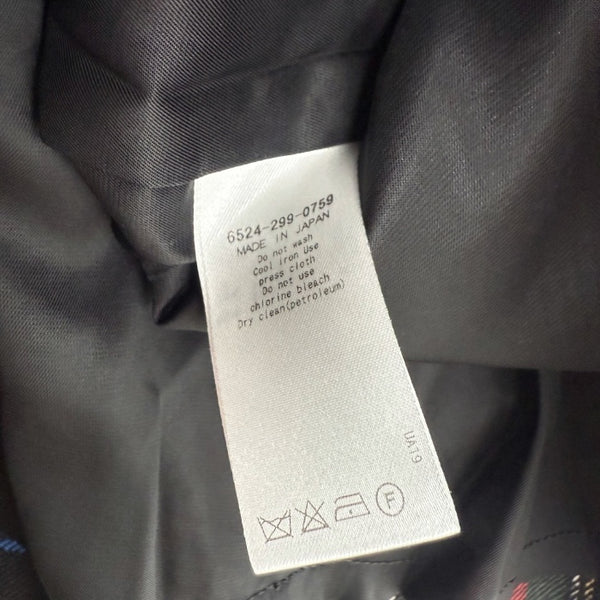 6524-299-0759
MADE IN JAPAN
Do not wash
Cool iron Use
press cloth
Do not use
chlorine bleach
Dry clean(petroleum)
UA19
F